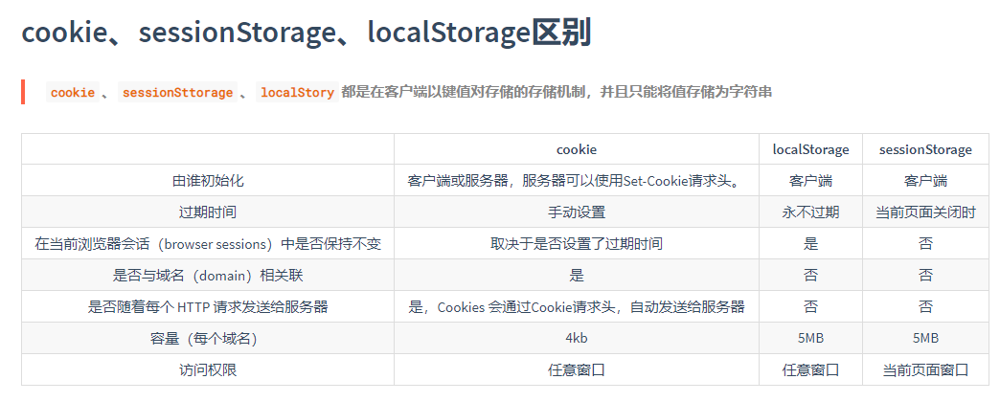 cookie、sessionStorage、localStorage区别
cookie 、 sessionSttorage 、 localStory 都是在客户端以键值对存储的存储机制，并且只能将值存储为字符串
cookie localStorage sessionStorage
由谁初始化 客户端或服务器，服务器可以使用Set-Cookie请求头。 客户端 客户端
过期时间 手动设置 永不过期 当前页面关闭时
在当前浏览器会话（browser sessions）中是否保持不变 取决于是否设置了过期时间 是 否
是否与域名（domain）相关联 是 否 否
是否随着每个 HTTP 请求发送给服务器 是，Cookies 会通过Cookie请求头，自动发送给服务器 否 否
容量（每个域名） 4kb 5MB 5MB
访问权限 任意窗口 任意窗口 当前页面窗口